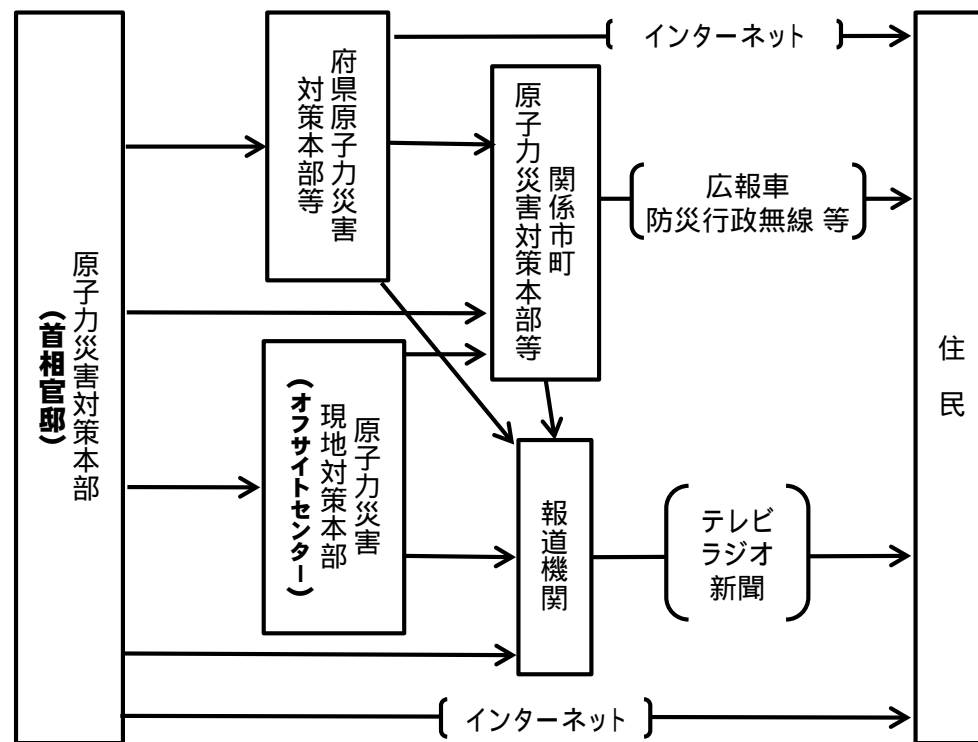 原子力災害対策本部
（首相官邸）
府県原子力災害
対策本部等
原子力災害
現地対策本部
（オフサイトセンター）
関係市町
原子力災害対策本部等
報道機関
インターネット
広報車
防災行政無線 等
テレビ
ラジオ
新聞
インターネット
住民